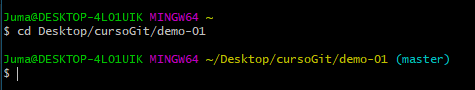 Juma@DESKTOP-4LO1UIK MINGW64 ~
$ cd Desktop/cursoGit/demo-01
Juma@DESKTOP-4LO1UIK MINGW64 ~/Desktop/cursoGit/demo-01 (master)
$